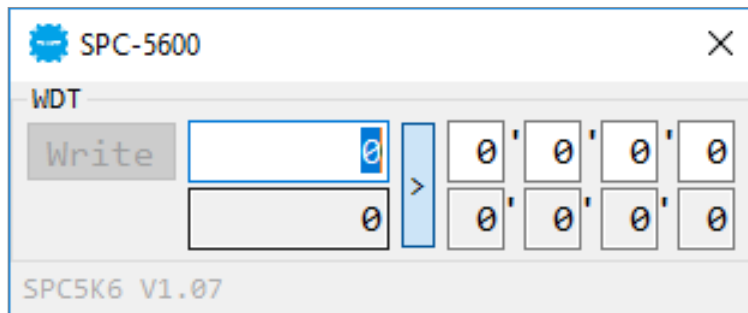 SPC-5600
WDT
Write 0 > 0 ' 0 ' 0 ' 0
0 0 ' 0 ' 0 ' 0
SPC5K6 V1.07